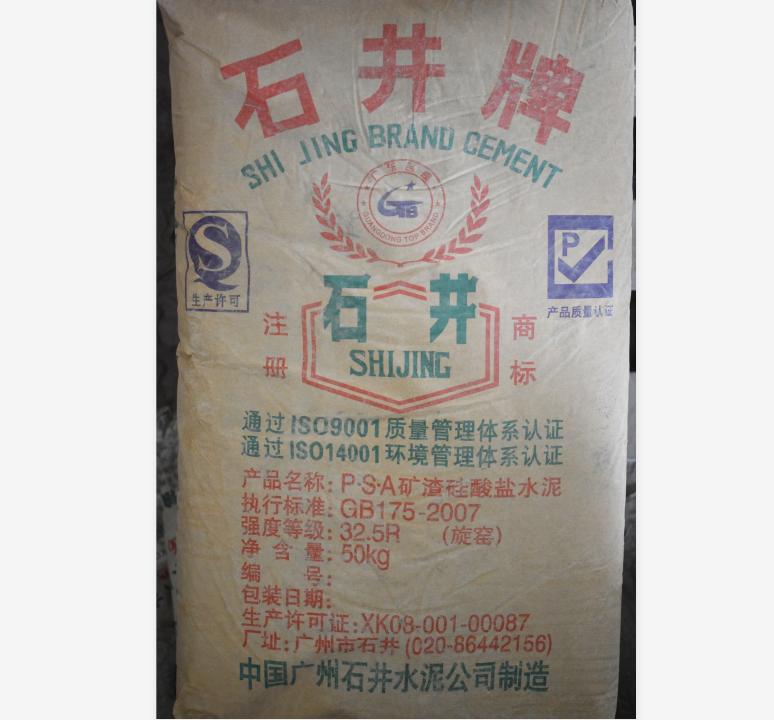 石井牌
SHI JING BRAND CEMENT
广东名牌
GTB
GUANGDONG TOP BRAND
QS
生产许可
P
产品质量认证
石井
SHIJING
注册
商标
通过ISO9001质量管理体系认证
通过ISO14001环境管理体系认证
产品名称:P·S·A矿渣硅酸盐水泥
执行标准:GB175-2007
强度等级:32.5R (旋窑)
净含量:50kg
编号:
包装日期:
生产许可证:XK08-001-00087
厂址:广州市石井(020-86442156)
中国广州石井水泥公司制造